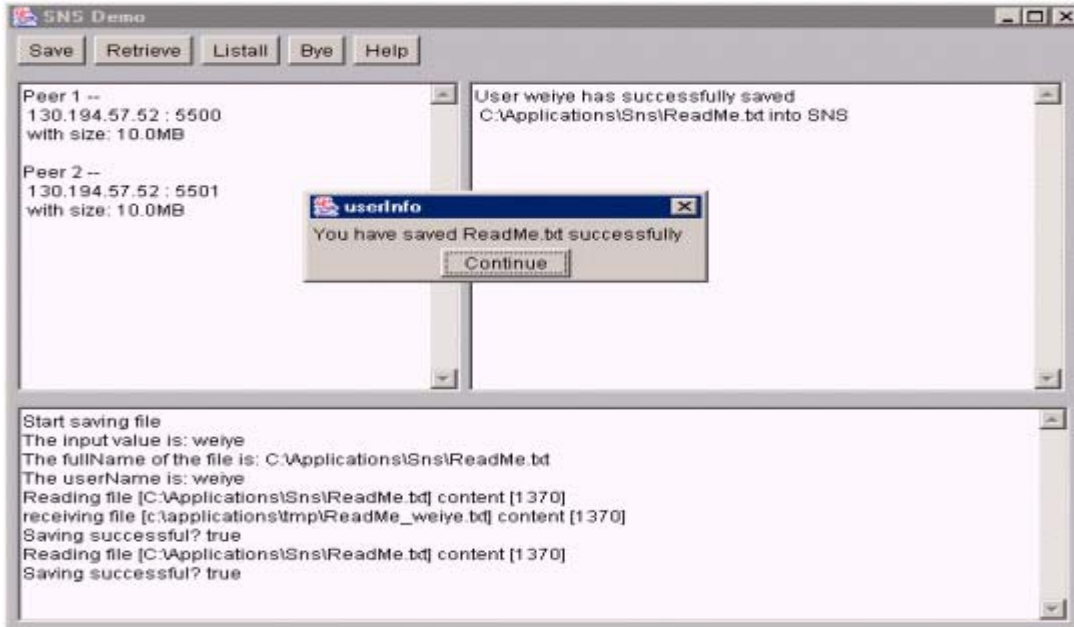 SNS Demo
Save Retrieve Listall Bye Help
Peer 1 --
130.194.57.52 : 5500
with size: 10.0MB
Peer 2 --
130.194.57.52 : 5501
with size: 10.0MB
User weiye has successfully saved
C:\Applications\Sns\ReadMe.txt into SNS
userInfo
You have saved ReadMe.txt successfully
Continue
Start saving file
The input value is: weiye
The fullName of the file is: C:\Applications\Sns\ReadMe.txt
The userName is: weiye
Reading file [C:\Applications\Sns\ReadMe.txt] content [1370]
receiving file [c:\applications\tmp\ReadMe_weiye.txt] content [1370]
Saving successful? true
Reading file [C:\Applications\Sns\ReadMe.txt] content [1370]
Saving successful? true